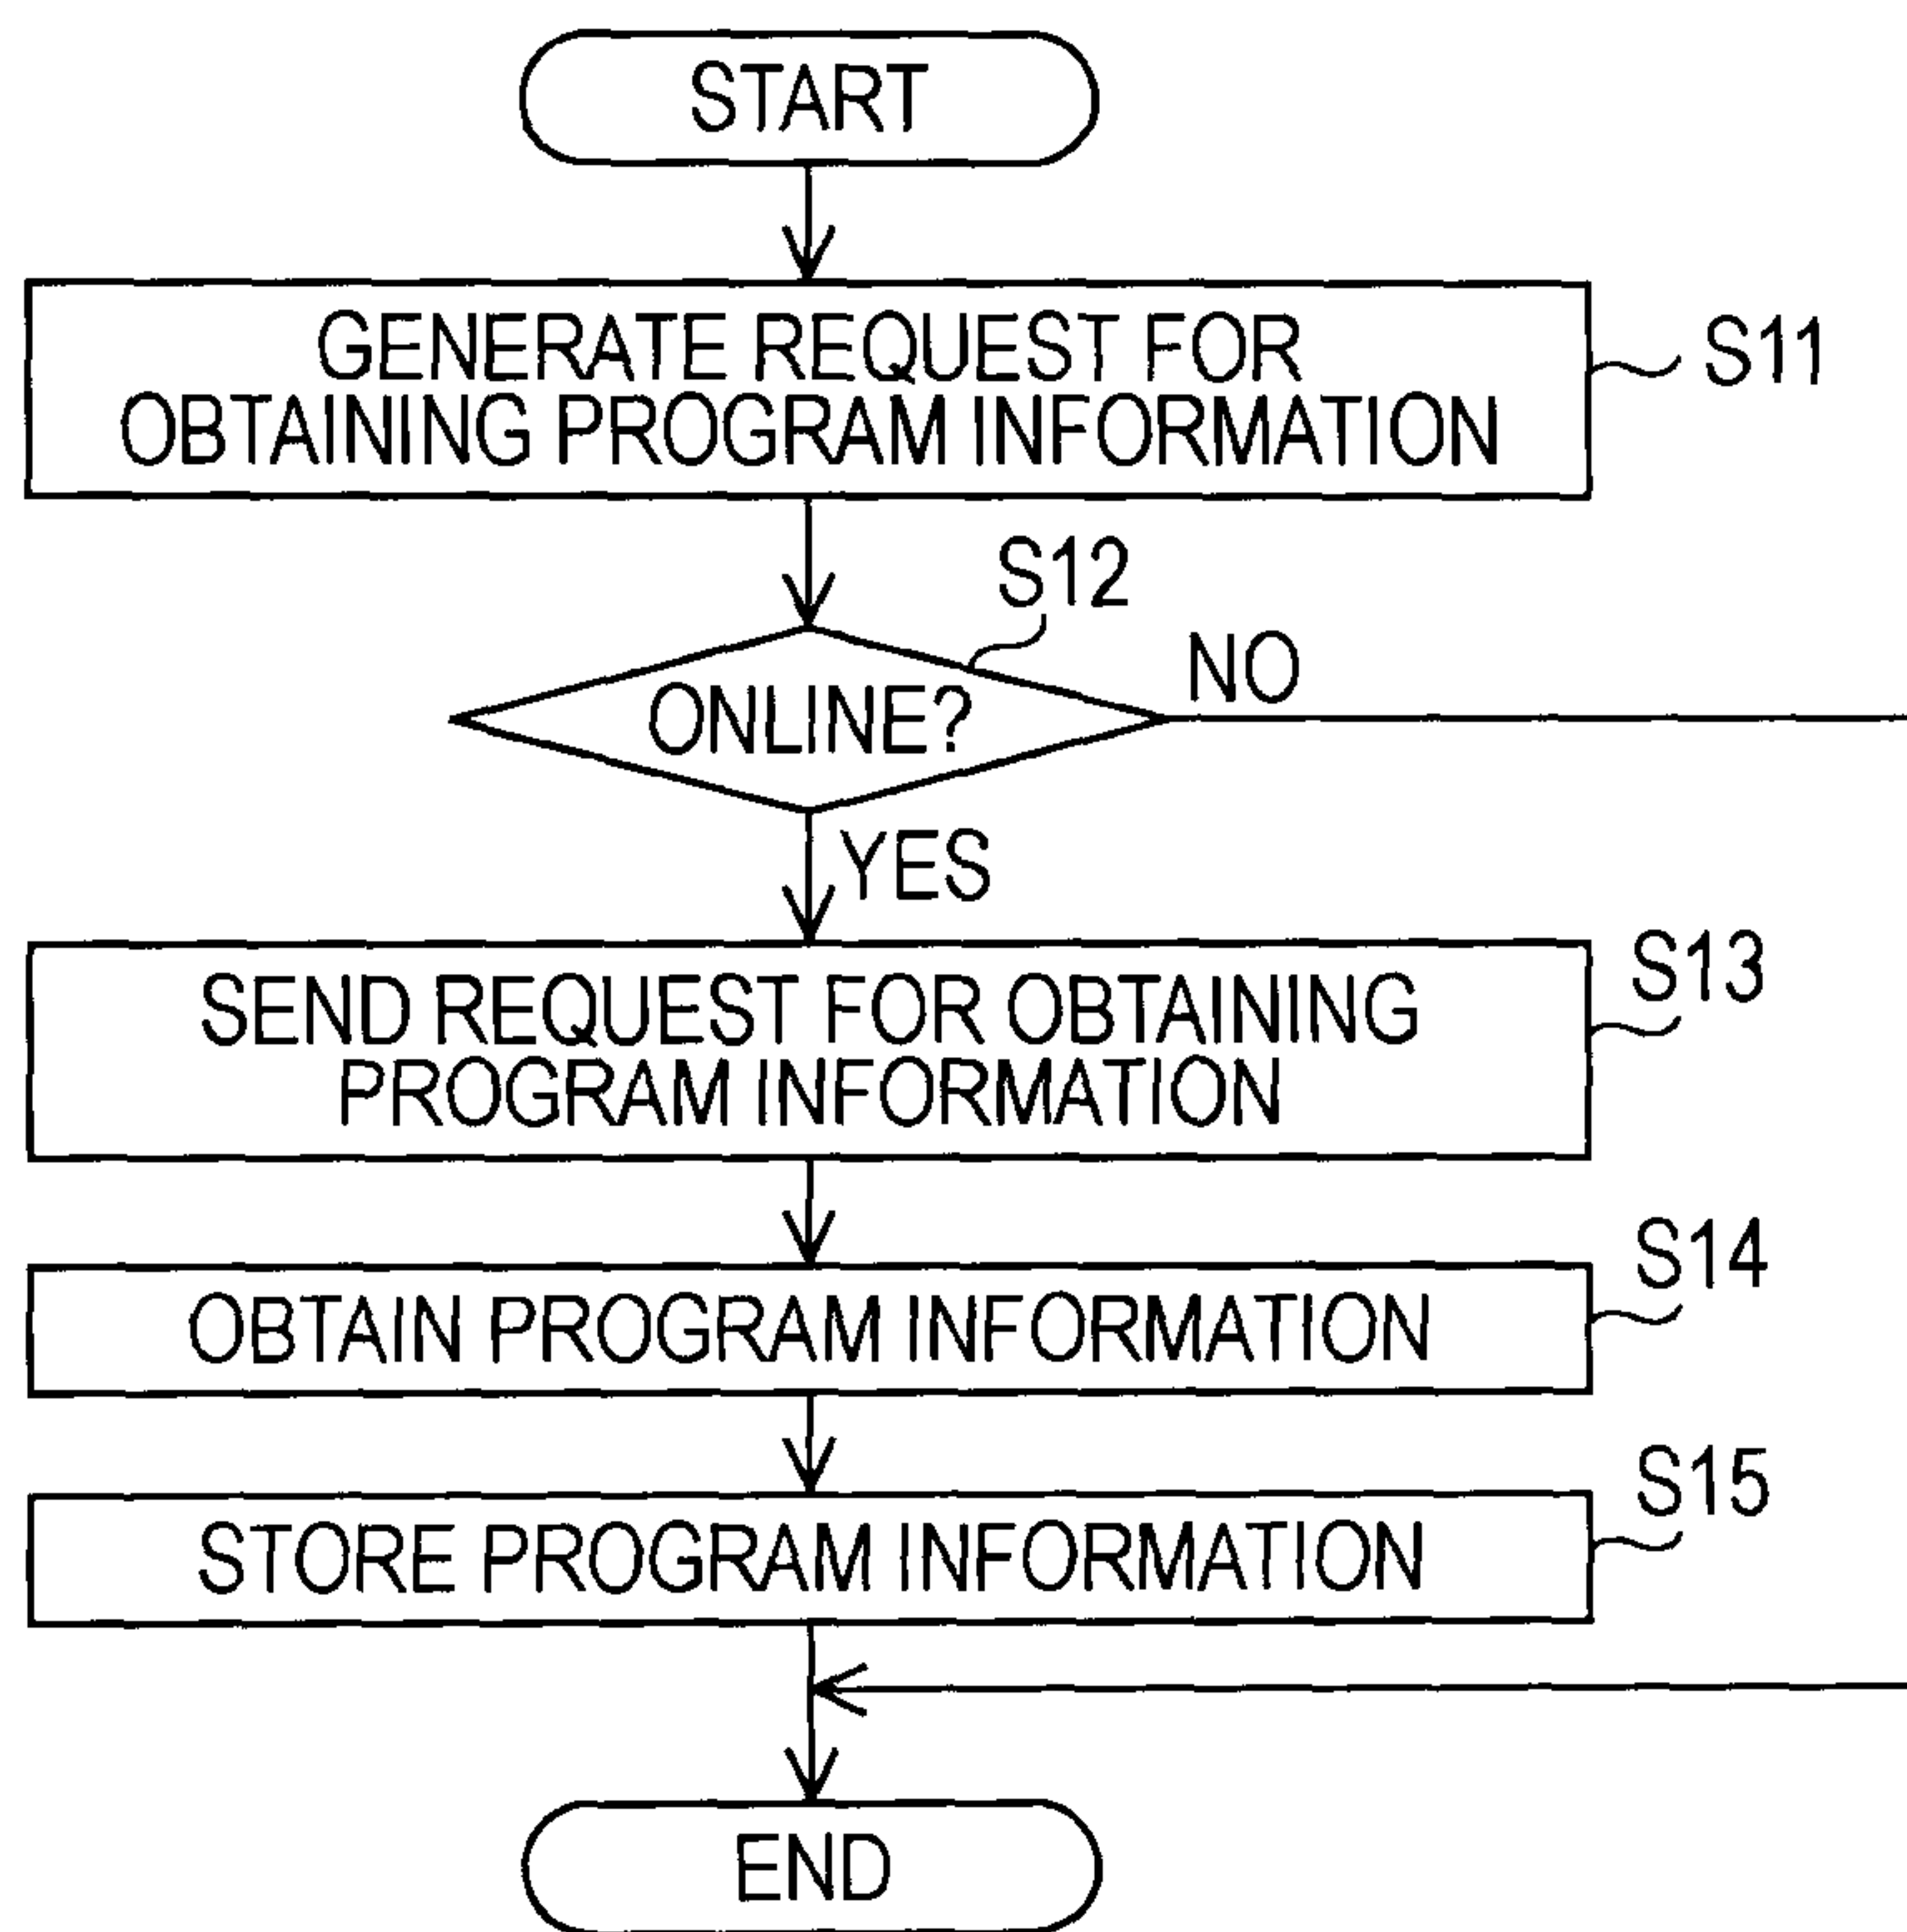 START
GENERATE REQUEST FOR
OBTAINING PROGRAM INFORMATION
S11
S12
ONLINE?
NO
YES
SEND REQUEST FOR OBTAINING
PROGRAM INFORMATION
S13
OBTAIN PROGRAM INFORMATION
S14
STORE PROGRAM INFORMATION
S15
END